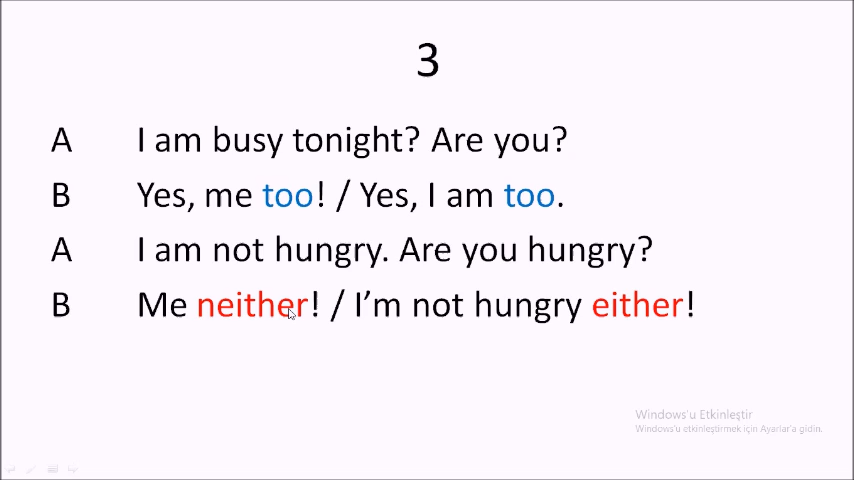 3
A I am busy tonight? Are you?
B Yes, me too! / Yes, I am too.
A I am not hungry. Are you hungry?
B Me neither! / I'm not hungry either!
Windows'u Etkinleştir
Windows'u etkinleştirmek için Ayarlar'a gidin.